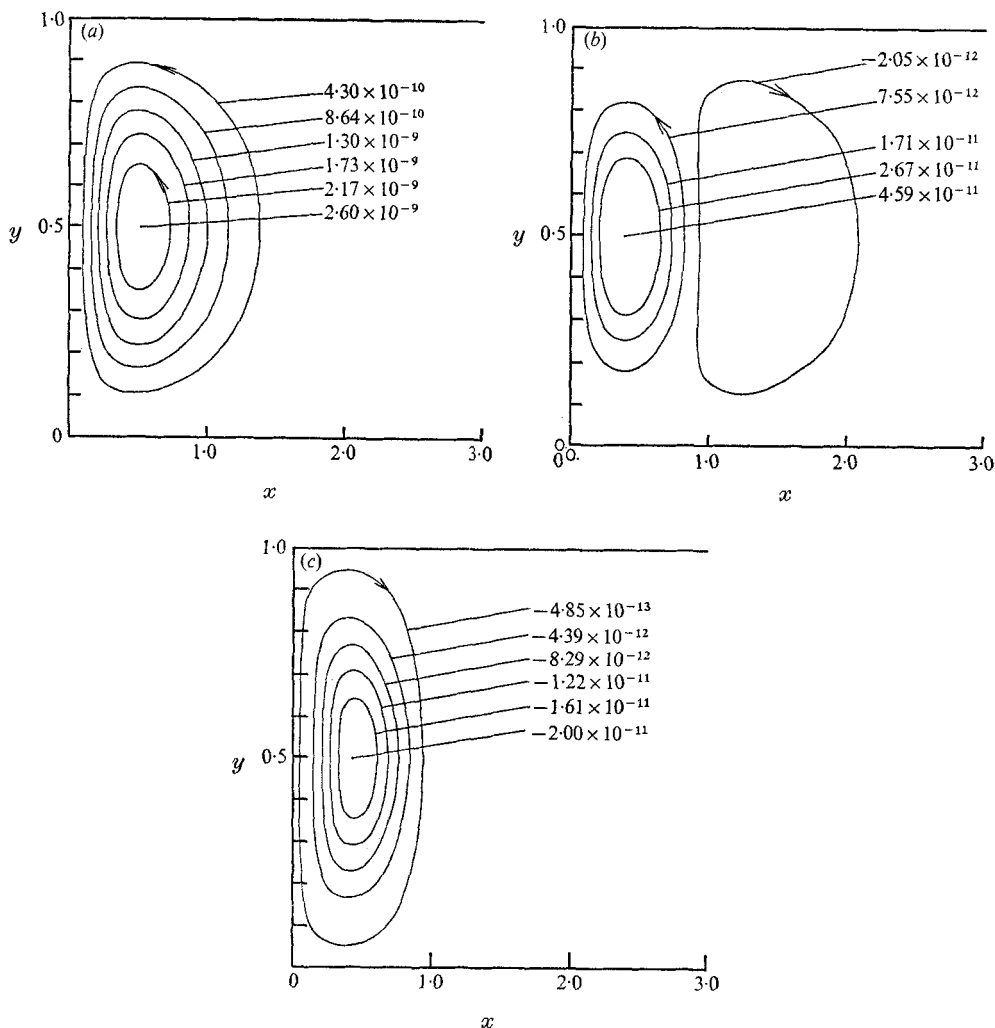 1·0
(a)
4·30 × 10⁻¹⁰
8·64 × 10⁻¹⁰
1·30 × 10⁻⁹
1·73 × 10⁻⁹
2·17 × 10⁻⁹
2·60 × 10⁻⁹
y 0·5
0
1·0 2·0 3·0
x
1·0
(b)
−2·05 × 10⁻¹²
7·55 × 10⁻¹²
1·71 × 10⁻¹¹
2·67 × 10⁻¹¹
4·59 × 10⁻¹¹
y 0·5
0
0 1·0 2·0 3·0
x
1·0
(c)
−4·85 × 10⁻¹³
−4·39 × 10⁻¹²
−8·29 × 10⁻¹²
−1·22 × 10⁻¹¹
−1·61 × 10⁻¹¹
−2·00 × 10⁻¹¹
y 0·5
0 1·0 2·0 3·0
x